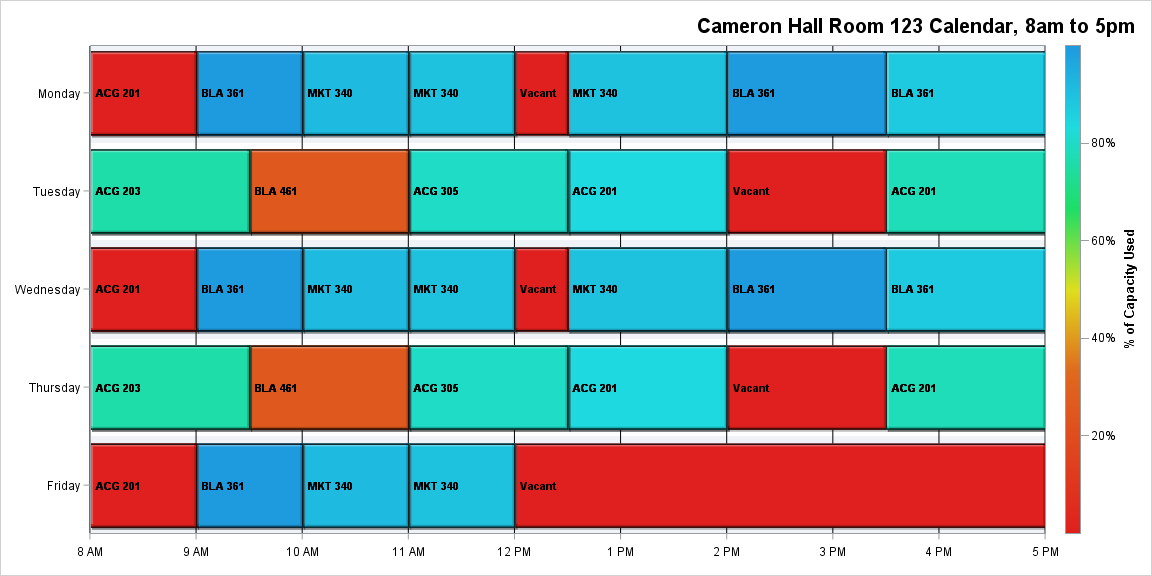 Cameron Hall Room 123 Calendar, 8am to 5pm
Monday ACG 201 BLA 361 MKT 340 MKT 340 Vacant MKT 340 BLA 361 BLA 361
80%
Tuesday ACG 203 BLA 461 ACG 305 ACG 201 Vacant ACG 201
60%
% of Capacity Used
Wednesday ACG 201 BLA 361 MKT 340 MKT 340 Vacant MKT 340 BLA 361 BLA 361
40%
Thursday ACG 203 BLA 461 ACG 305 ACG 201 Vacant ACG 201
20%
Friday ACG 201 BLA 361 MKT 340 MKT 340 Vacant
8 AM 9 AM 10 AM 11 AM 12 PM 1 PM 2 PM 3 PM 4 PM 5 PM